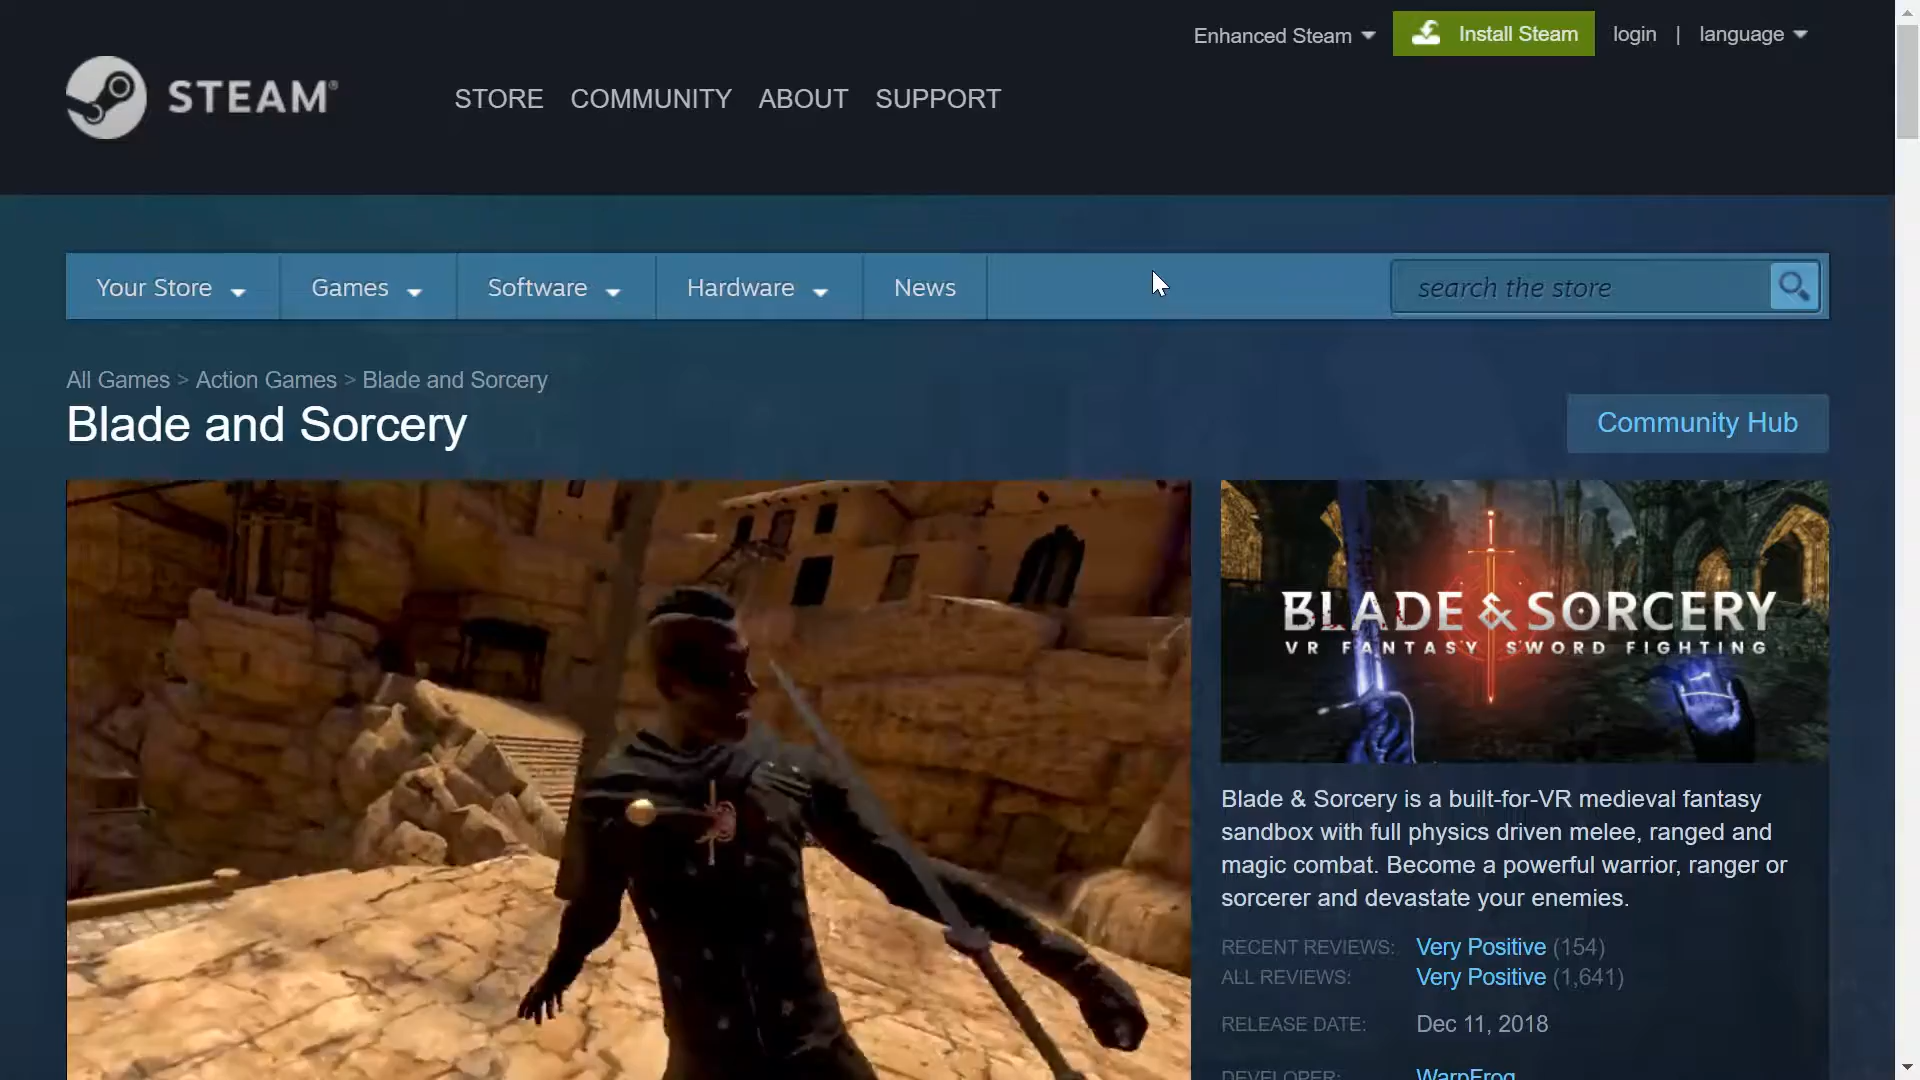 Enhanced Steam
Install Steam
login | language
STEAM®
STORE COMMUNITY ABOUT SUPPORT
Your Store
Games
Software
Hardware
News
search the store
All Games > Action Games > Blade and Sorcery
Blade and Sorcery
Community Hub
BLADE & SORCERY
VR FANTASY SWORD FIGHTING
Blade & Sorcery is a built-for-VR medieval fantasy
sandbox with full physics driven melee, ranged and
magic combat. Become a powerful warrior, ranger or
sorcerer and devastate your enemies.
RECENT REVIEWS: Very Positive (154)
ALL REVIEWS: Very Positive (1,641)
RELEASE DATE: Dec 11, 2018
DEVELOPER: WarpFrog